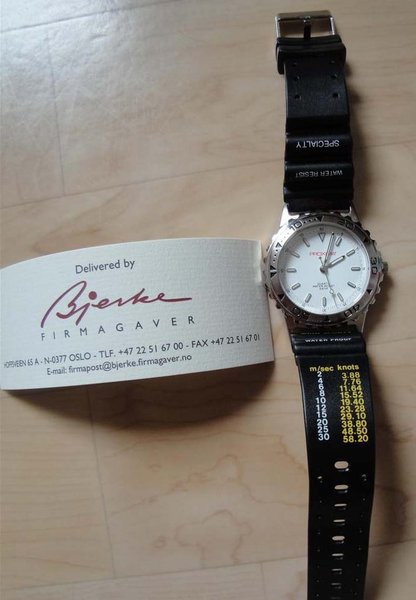 SPECIALTY
WATER RESIST
PROXIMAR
Delivered by
Bjerke
FIRMAGAVER
HOFFSVEIEN 65 A - N-0377 OSLO - TLF. +47 22 51 67 00 - FAX +47 22 51 67 01
E-mail: firmapost@bjerke.firmagaver.no
WATER PROOF
m/sec knots
2 3.88
4 7.76
6 11.64
8 15.52
10 19.40
12 23.28
15 29.10
20 38.80
25 48.50
30 58.20